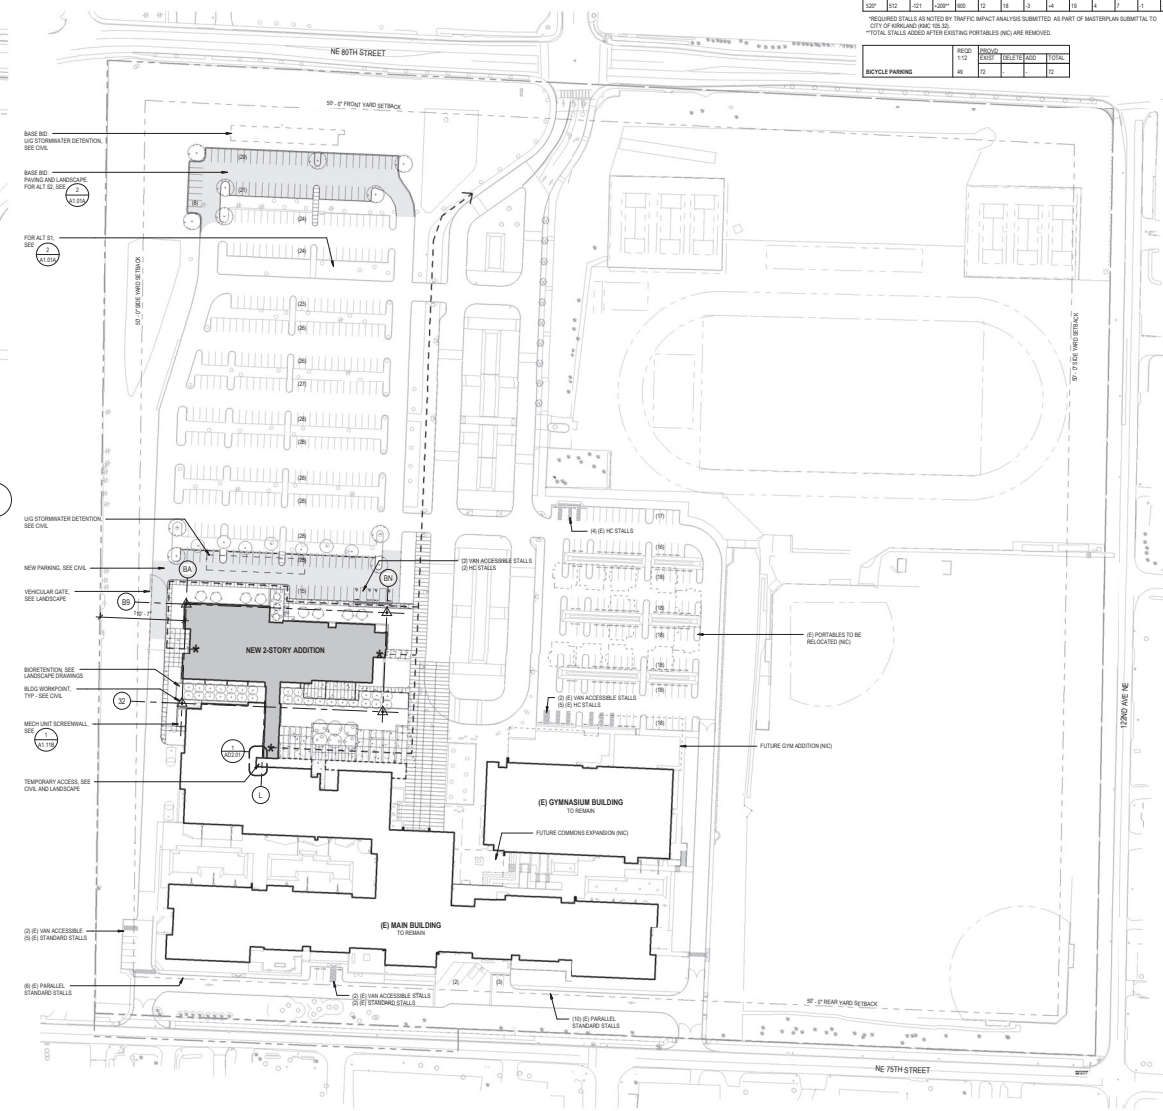 520* 512 -121 +209** 600 12 18 -3 +4 19 4 7 -1
*REQUIRED STALLS AS NOTED BY TRAFFIC IMPACT ANALYSIS SUBMITTED AS PART OF MASTERPLAN SUBMITTAL TO
CITY OF KIRKLAND (KMC 105.32).
**TOTAL STALLS ADDED AFTER EXISTING PORTABLES (NIC) ARE REMOVED.
REQD PROVD
1:12 EXIST DELETE ADD TOTAL
BICYCLE PARKING 49 72 - - 72
NE 80TH STREET
50' - 0" FRONT YARD SETBACK
BASE BID:
U/G STORMWATER DETENTION,
SEE CIVIL
BASE BID:
PAVING AND LANDSCAPE.
FOR ALT S2, SEE
2
A1.01A
(29)
(21)
(8)
(24)
FOR ALT S1,
SEE
2
A1.01A
(24)
50' - 0" SIDE YARD SETBACK
50' - 0" SIDE YARD SETBACK
(23)
(26)
(26)
(27)
(28)
(28)
(28)
(28)
(28)
U/G STORMWATER DETENTION,
SEE CIVIL
(4) (E) HC STALLS
(17)
(16)
(18)
(18)
(18)
(18)
(18)
(18)
NEW PARKING, SEE CIVIL
BA
BN
(15)
(2) VAN ACCESSIBLE STALLS
(2) HC STALLS
VEHICULAR GATE,
SEE LANDSCAPE
B9
NEW 2-STORY ADDITION
(E) PORTABLES TO BE
RELOCATED (NIC)
BIORETENTION, SEE
LANDSCAPE DRAWINGS
BLDG WORKPOINT,
TYP - SEE CIVIL
32
(2) (E) VAN ACCESSIBLE STALLS
(5) (E) HC STALLS
122ND AVE NE
MECH UNIT SCREENWALL,
SEE
1
A1.11B
1
AD2.01
FUTURE GYM ADDITION (NIC)
TEMPORARY ACCESS, SEE
CIVIL AND LANDSCAPE
L
(E) GYMNASIUM BUILDING
TO REMAIN
FUTURE COMMONS EXPANSION (NIC)
(E) MAIN BUILDING
TO REMAIN
(2) (E) VAN ACCESSIBLE
(5) (E) STANDARD STALLS
(6) (E) PARALLEL
STANDARD STALLS
(2) (E) VAN ACCESSIBLE STALLS
(2) (E) STANDARD STALLS
(2)
(3)
(10) (E) PARALLEL
STANDARD STALLS
50' - 0" REAR YARD SETBACK
NE 75TH STREET